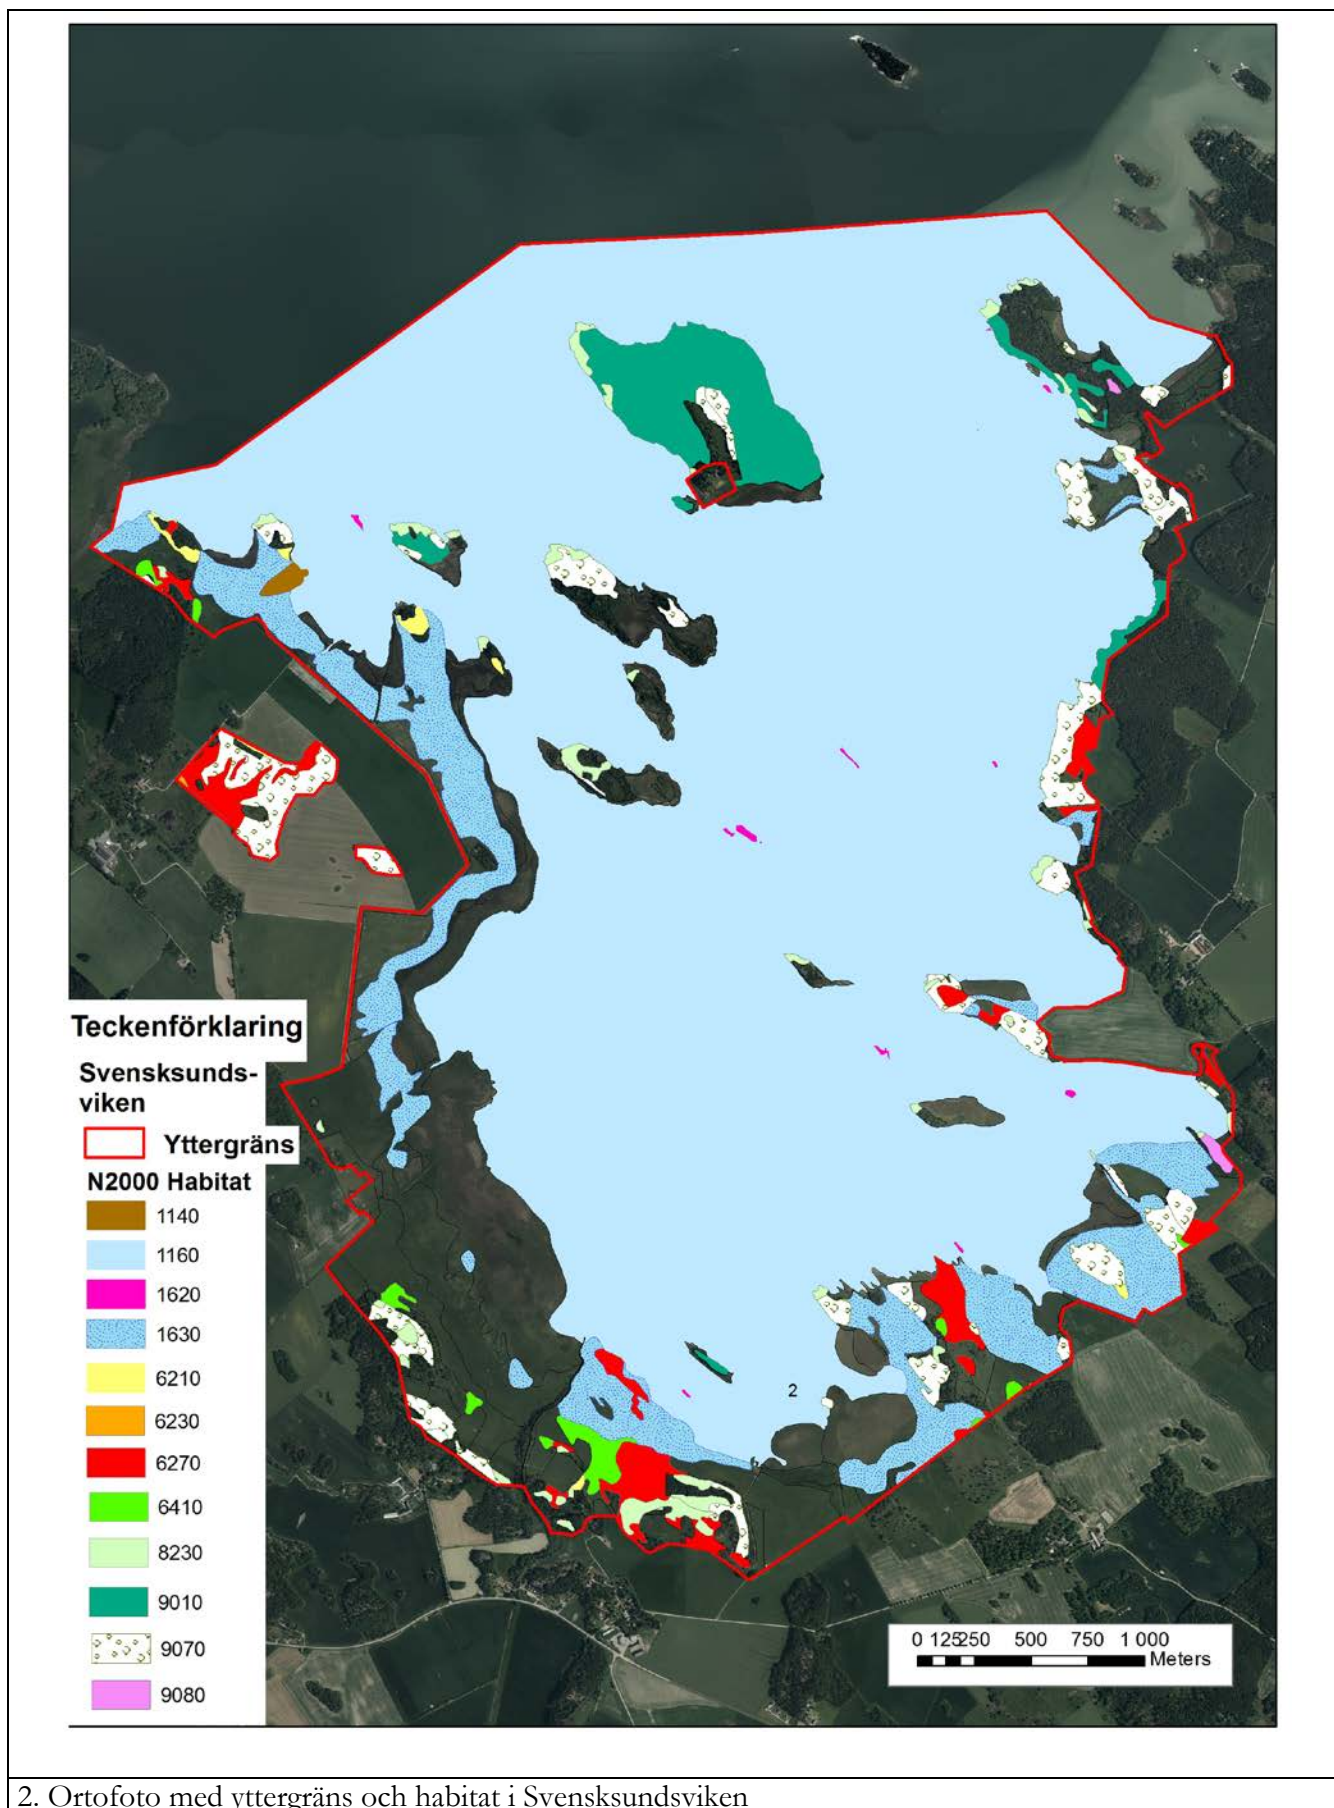 2
Teckenförklaring
Svensksunds-
viken
Yttergräns
N2000 Habitat
1140
1160
1620
1630
6210
6230
6270
6410
8230
9010
9070
9080
0 125250 500 750 1 000
Meters
2. Ortofoto med yttergräns och habitat i Svensksundsviken